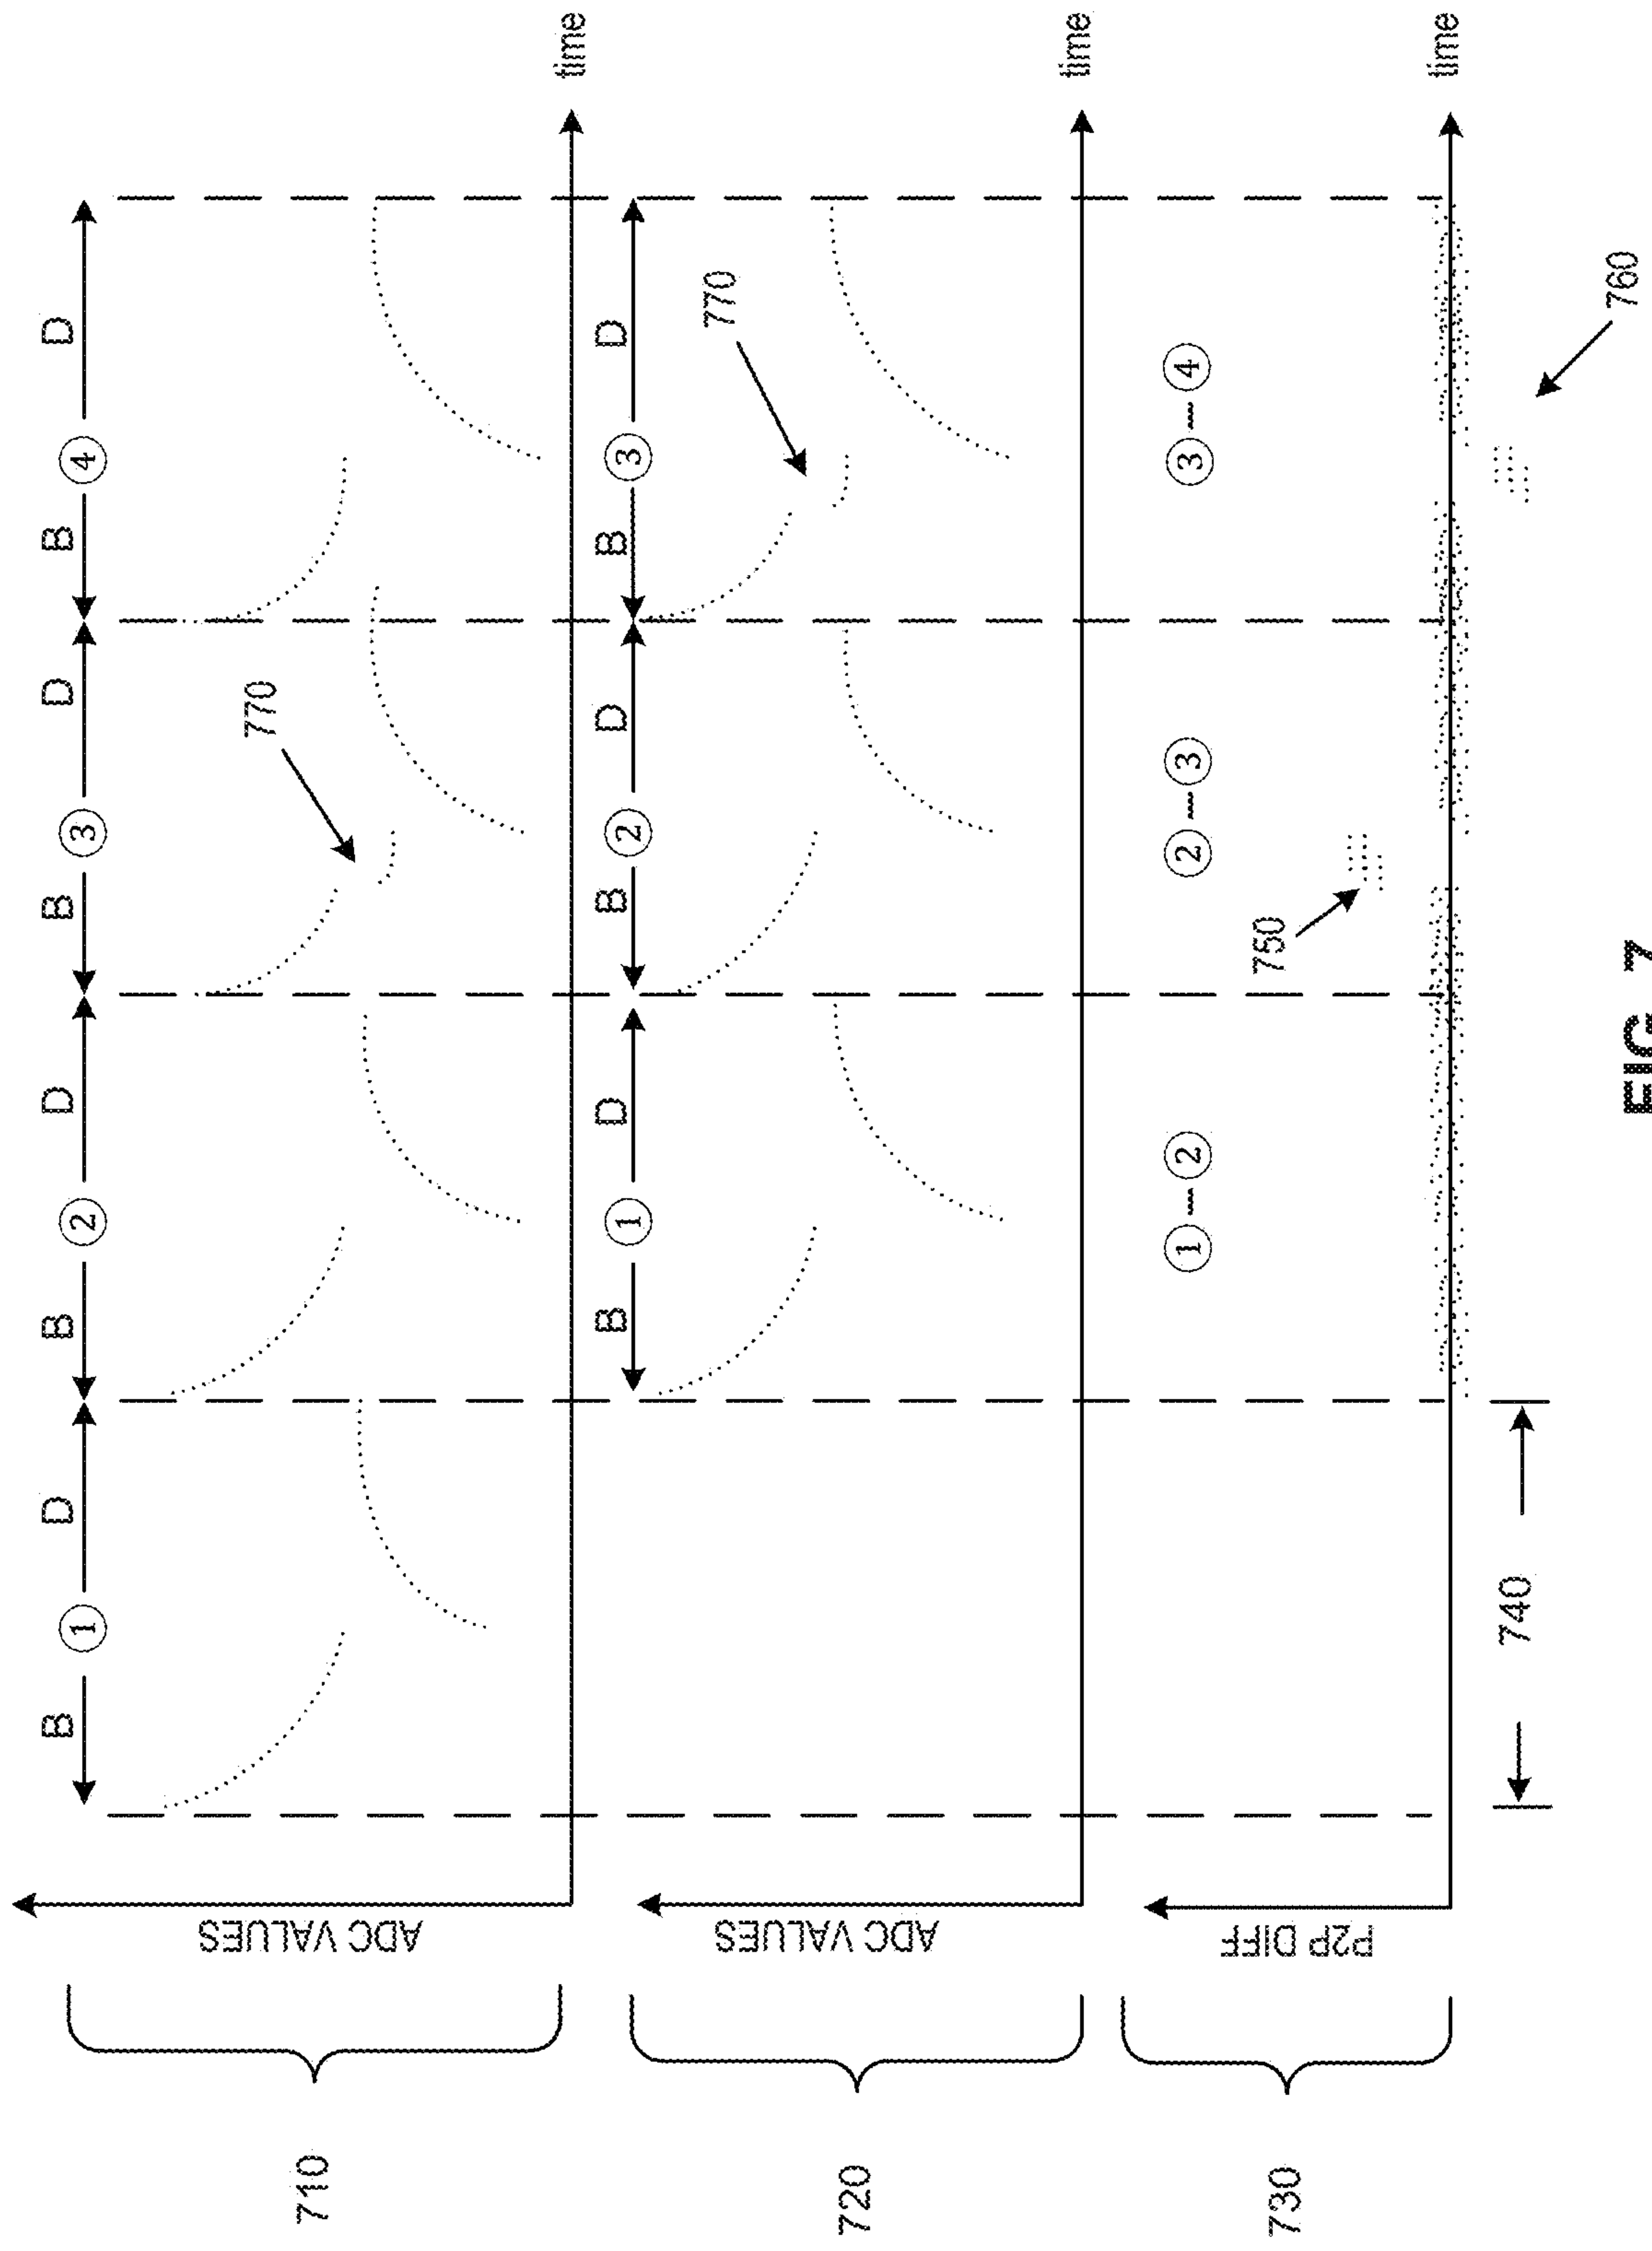 B ① D B ② D B ③ D B ④ D
710
ADC VALUES
770
time
B ① D B ② D B ③ D
720
ADC VALUES
770
time
730
P2P DIFF
①–② ②–③ ③–④
750
time
740
760
FIG. 7